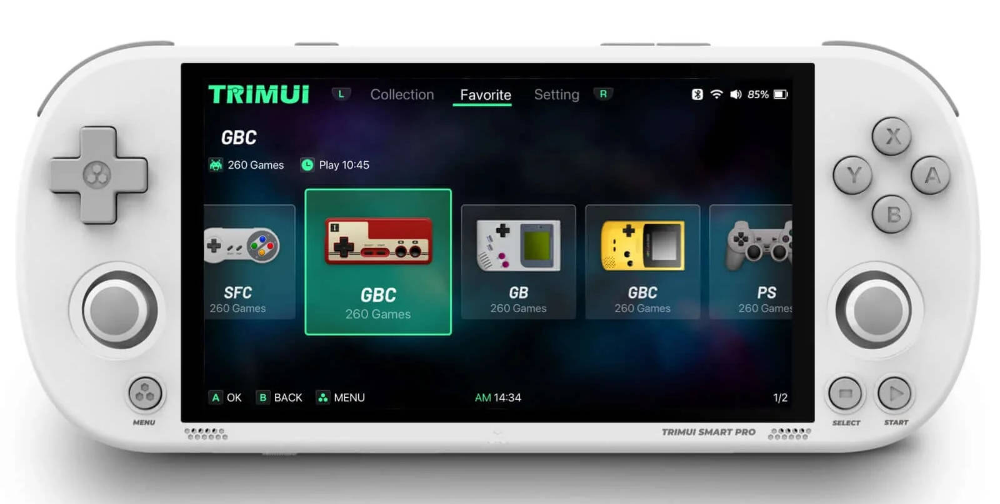 TRIMUI L Collection Favorite Setting R 85%
GBC
260 Games Play 10:45
SFC
260 Games
I
GBC
260 Games
GB
260 Games
GBC
260 Games
PS
260 Games
A OK B BACK MENU AM 14:34 1/2
X
Y
A
B
MENU
SELECT
START
TRIMUI SMART PRO